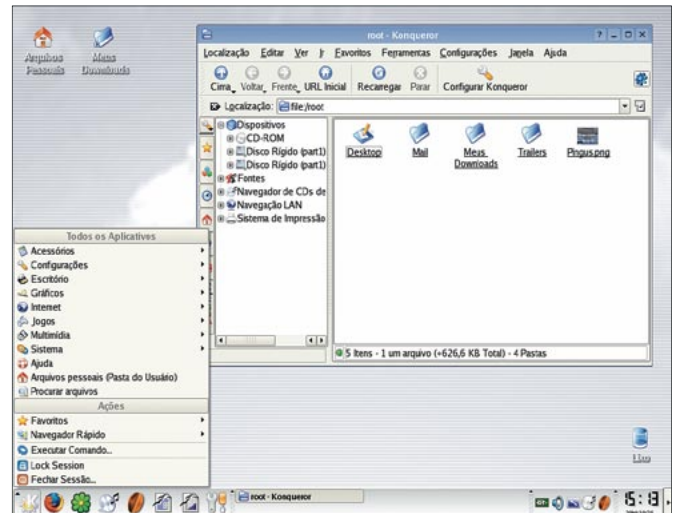 Arquivos
Pessoais
Meus
Downloads
root - Konqueror
Localização Editar Ver Ir Favoritos Ferramentas Configurações Janela Ajuda
Cima Voltar Frente URL Inicial Recarregar Parar Configurar Konqueror
Localização: file:/root
Dispositivos
CD-ROM
Disco Rígido (part1)
Disco Rígido (part1)
Fontes
Navegador de CDs de
Navegação LAN
Sistema de Impressão
Desktop
Mail
Meus
Downloads
Trailers
Pingus.png
5 Itens - 1 um arquivo (+626,6 KB Total) - 4 Pastas
Todos os Aplicatives
Acessórios
Configurações
Escritório
Gráficos
Internet
Jogos
Multimídia
Sistema
Ajuda
Arquivos pessoais (Pasta do Usuário)
Procurar arquivos
Ações
Favoritos
Navegador Rápido
Executar Comando...
Lock Session
Fechar Sessão...
Lixo
root - Konqueror
15:13